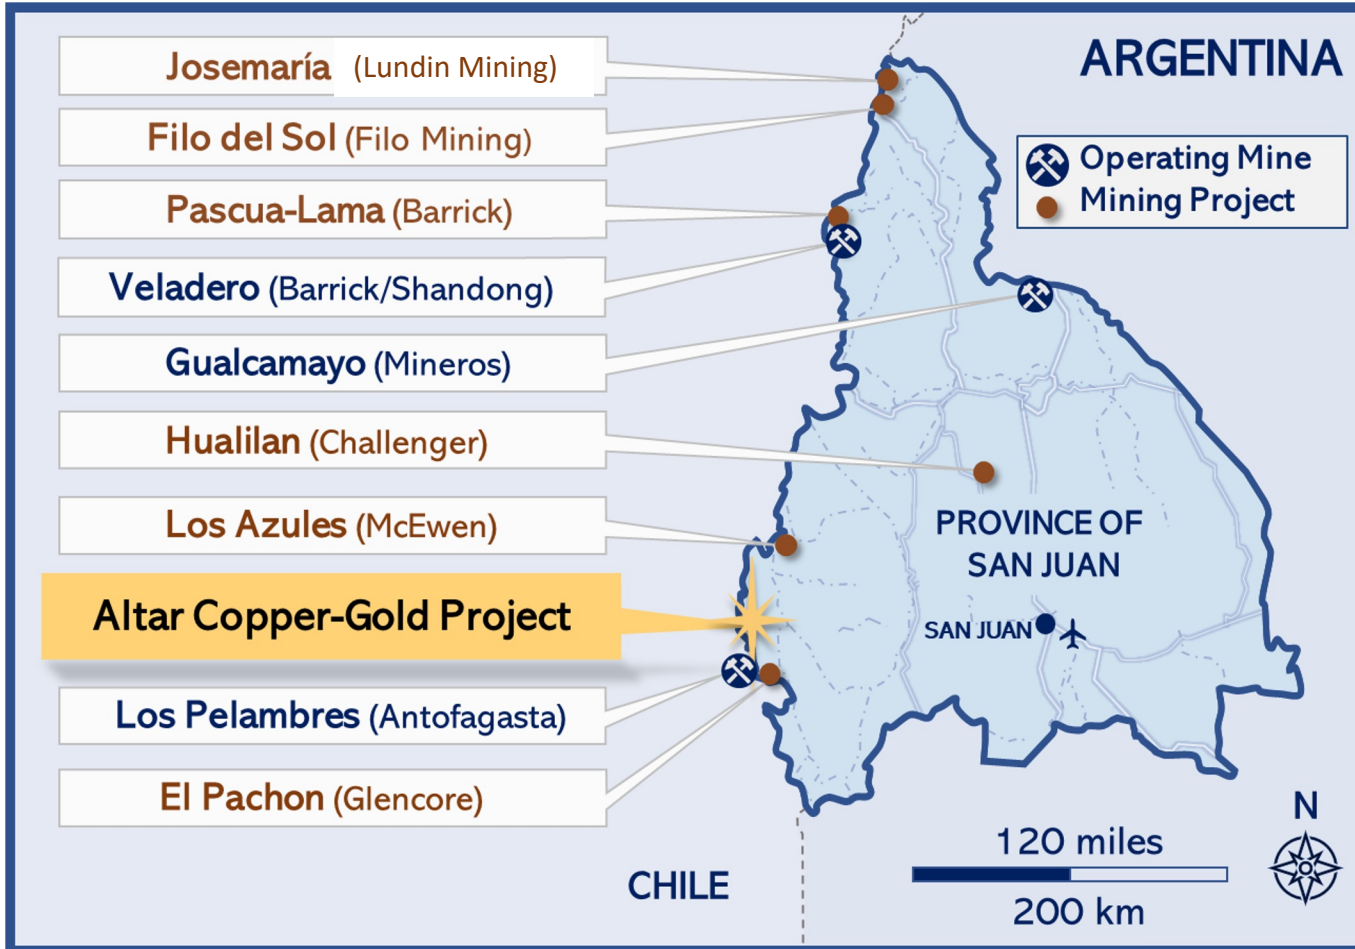 Josemaría (Lundin Mining)
Filo del Sol (Filo Mining)
Pascua-Lama (Barrick)
Veladero (Barrick/Shandong)
Gualcamayo (Mineros)
Hualilan (Challenger)
Los Azules (McEwen)
Altar Copper-Gold Project
Los Pelambres (Antofagasta)
El Pachon (Glencore)
ARGENTINA
Operating Mine
Mining Project
PROVINCE OF
SAN JUAN
SAN JUAN
CHILE
N
120 miles
200 km